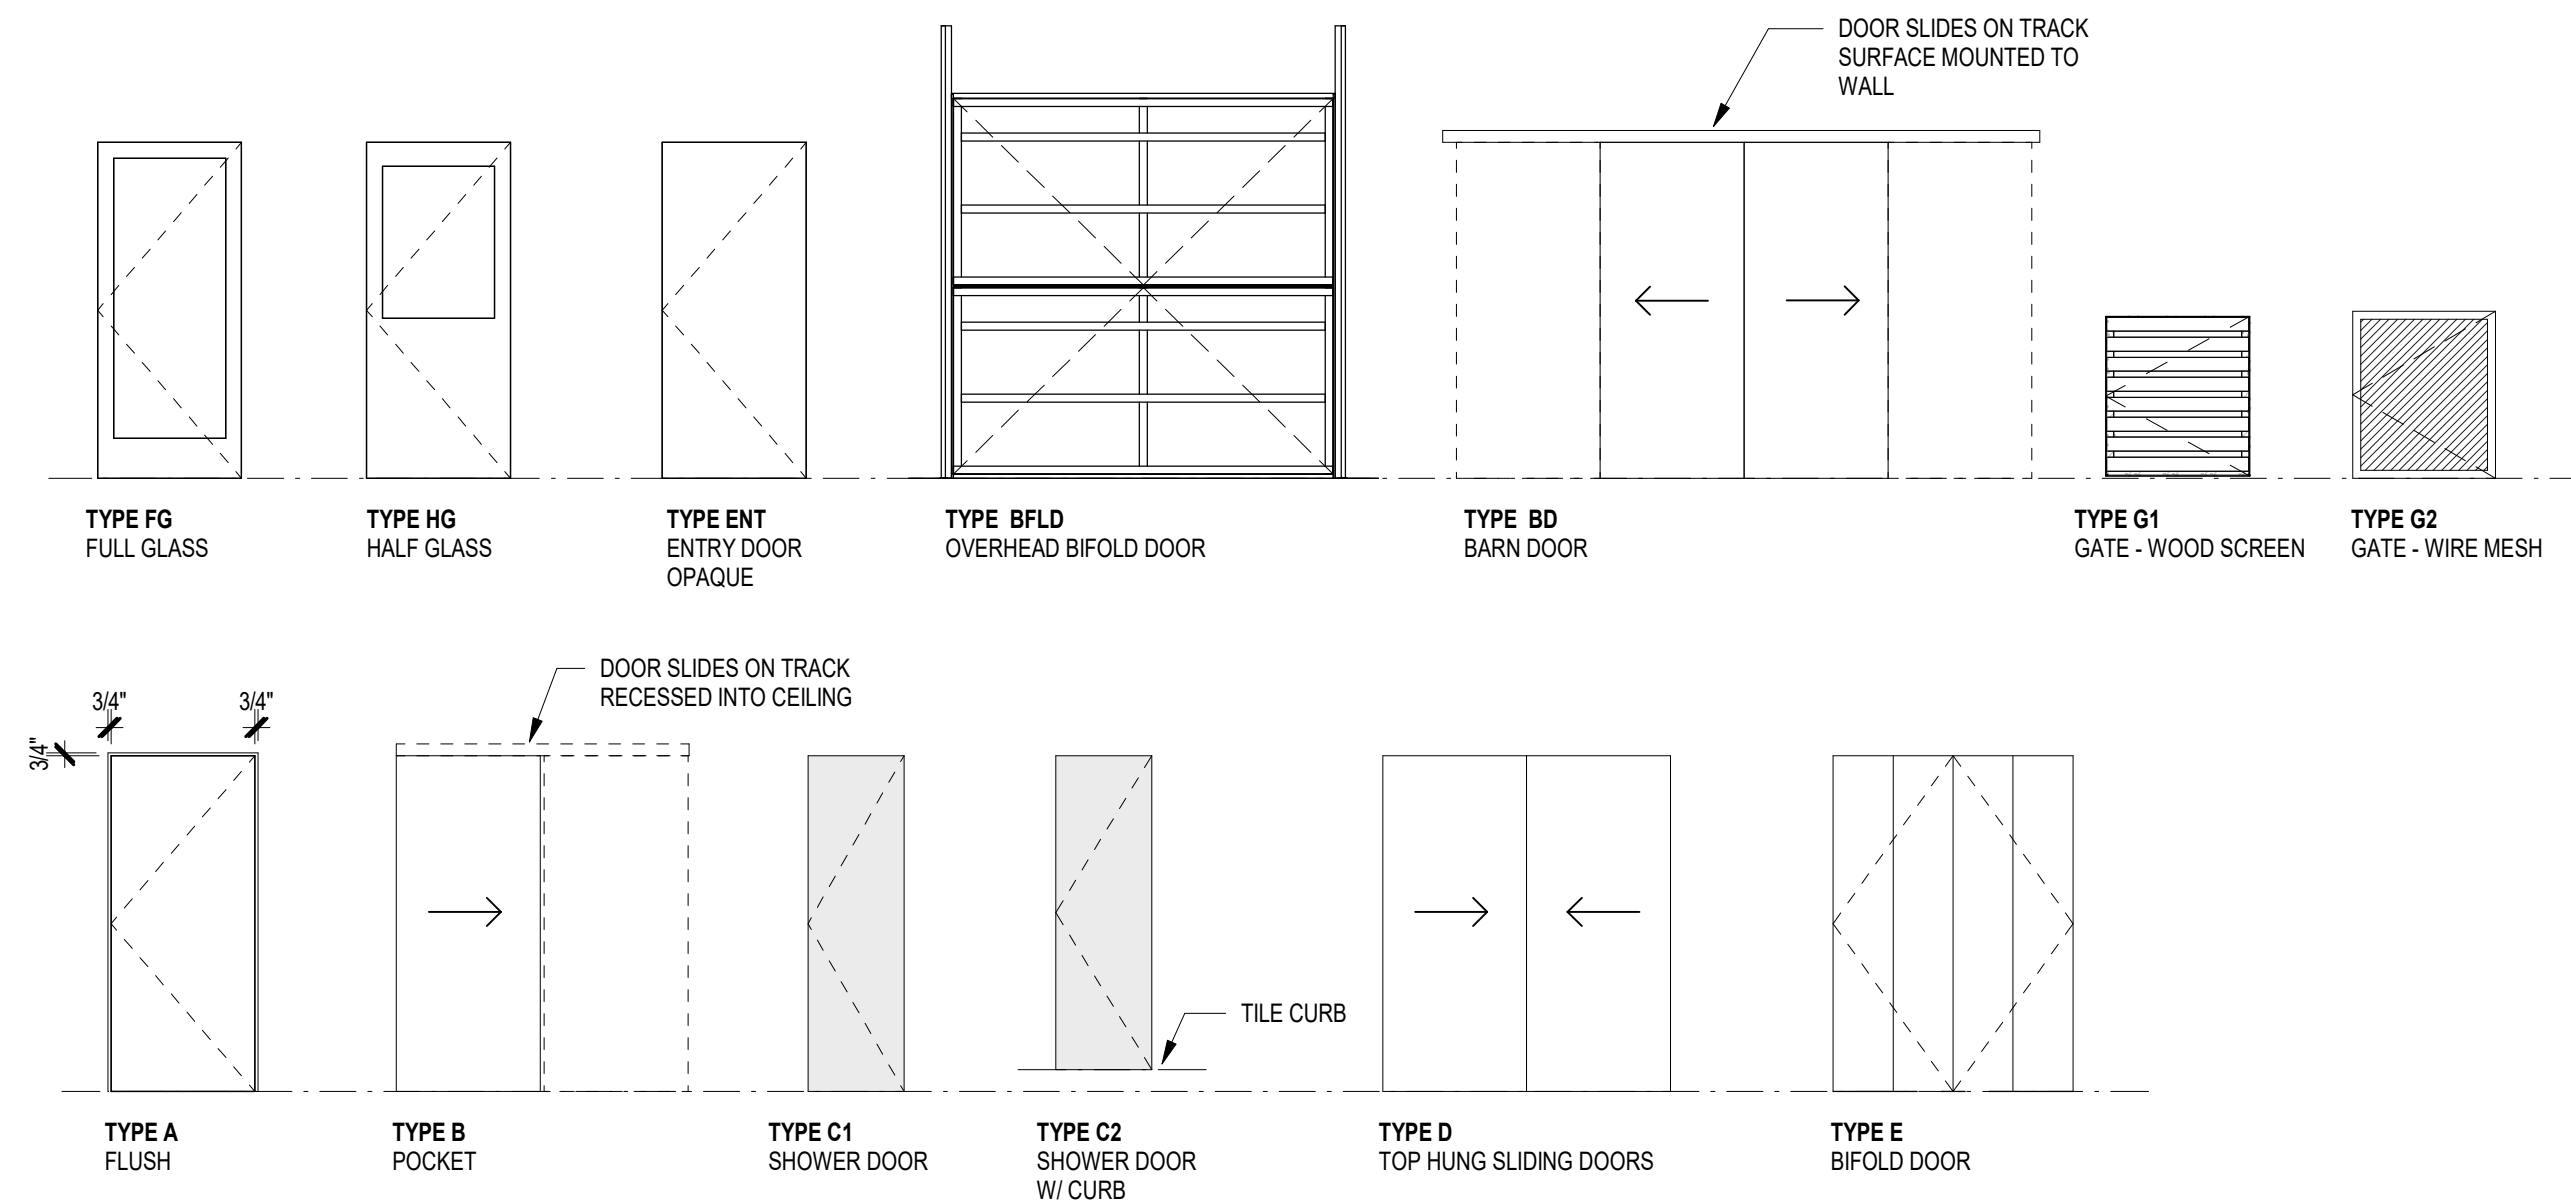 DOOR SLIDES ON TRACK
SURFACE MOUNTED TO
WALL
TYPE FG
FULL GLASS
TYPE HG
HALF GLASS
TYPE ENT
ENTRY DOOR
OPAQUE
TYPE BFLD
OVERHEAD BIFOLD DOOR
TYPE BD
BARN DOOR
TYPE G1
GATE - WOOD SCREEN
TYPE G2
GATE - WIRE MESH
3/4"
3/4"
3/4"
DOOR SLIDES ON TRACK
RECESSED INTO CEILING
TILE CURB
TYPE A
FLUSH
TYPE B
POCKET
TYPE C1
SHOWER DOOR
TYPE C2
SHOWER DOOR
W/ CURB
TYPE D
TOP HUNG SLIDING DOORS
TYPE E
BIFOLD DOOR